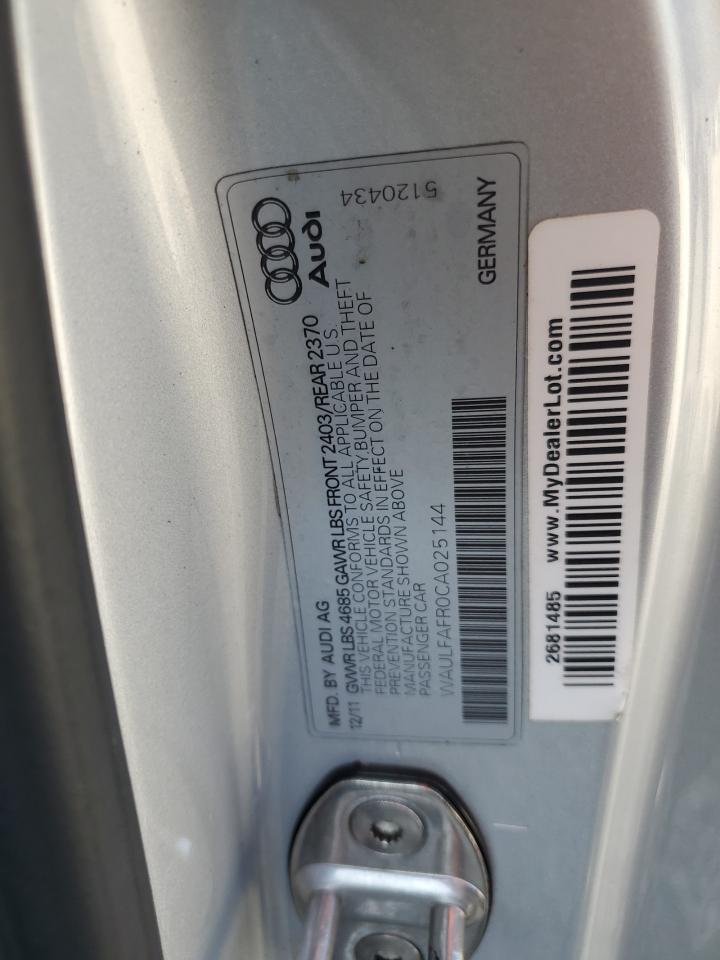 MFD. BY AUDI AG
12/11 GVWR LBS 4685 GAWR LBS FRONT 2403/REAR 2370
THIS VEHICLE CONFORMS TO ALL APPLICABLE U.S.
FEDERAL MOTOR VEHICLE SAFETY, BUMPER AND THEFT
PREVENTION STANDARDS IN EFFECT ON THE DATE OF
MANUFACTURE SHOWN ABOVE
PASSENGER CAR
WAULFAFR0CA025144
Audi
5120434
GERMANY
2681485 www.MyDealerLot.com